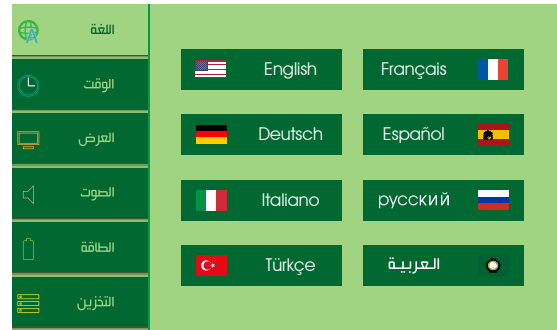 اللغة
الوقت
العرض
الصوت
الطاقة
التخزين
English
Français
Deutsch
Español
Italiano
русский
Türkçe
العربية